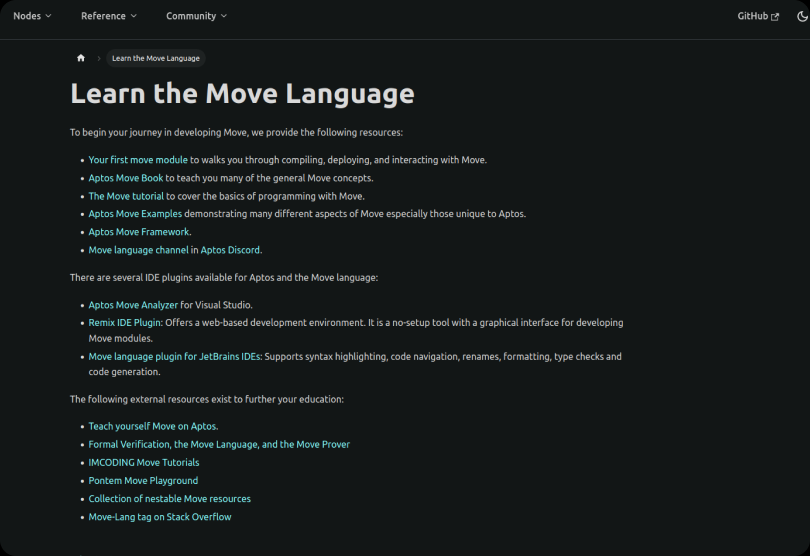 Nodes Reference Community GitHub
Learn the Move Language
Learn the Move Language
To begin your journey in developing Move, we provide the following resources:
• Your first move module to walks you through compiling, deploying, and interacting with Move.
• Aptos Move Book to teach you many of the general Move concepts.
• The Move tutorial to cover the basics of programming with Move.
• Aptos Move Examples demonstrating many different aspects of Move especially those unique to Aptos.
• Aptos Move Framework.
• Move language channel in Aptos Discord.
There are several IDE plugins available for Aptos and the Move language:
• Aptos Move Analyzer for Visual Studio.
• Remix IDE Plugin: Offers a web-based development environment. It is a no-setup tool with a graphical interface for developing
Move modules.
• Move language plugin for JetBrains IDEs: Supports syntax highlighting, code navigation, renames, formatting, type checks and
code generation.
The following external resources exist to further your education:
• Teach yourself Move on Aptos.
• Formal Verification, the Move Language, and the Move Prover
• IMCODING Move Tutorials
• Pontem Move Playground
• Collection of nestable Move resources
• Move-Lang tag on Stack Overflow